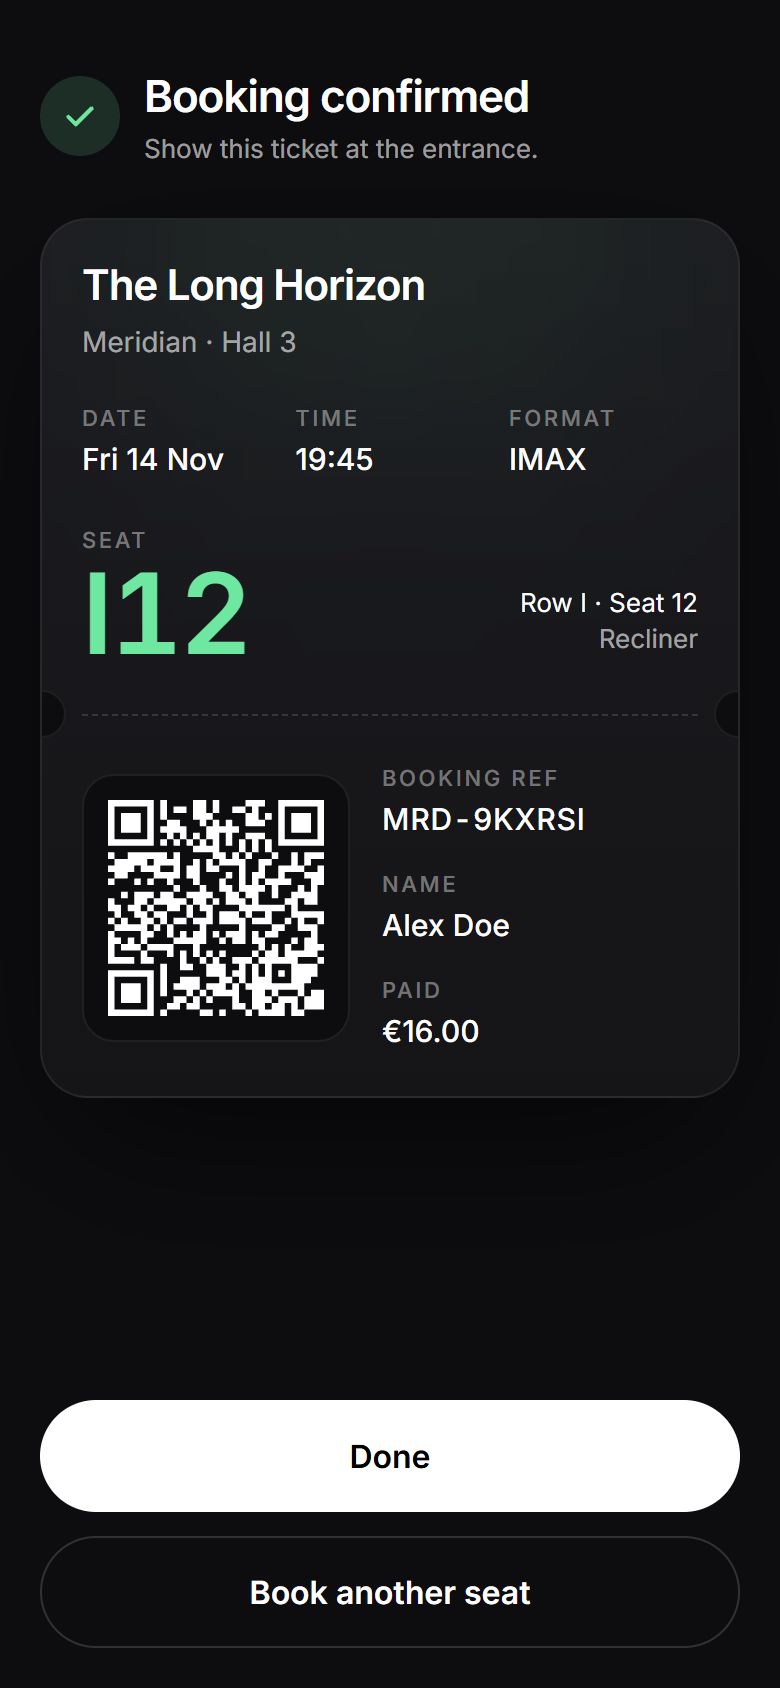 Booking confirmed
Show this ticket at the entrance.
The Long Horizon
Meridian · Hall 3
DATE TIME FORMAT
Fri 14 Nov 19:45 IMAX
SEAT
I12
Row I · Seat 12
Recliner
BOOKING REF
MRD-9KXRSI
NAME
Alex Doe
PAID
€16.00
Done
Book another seat